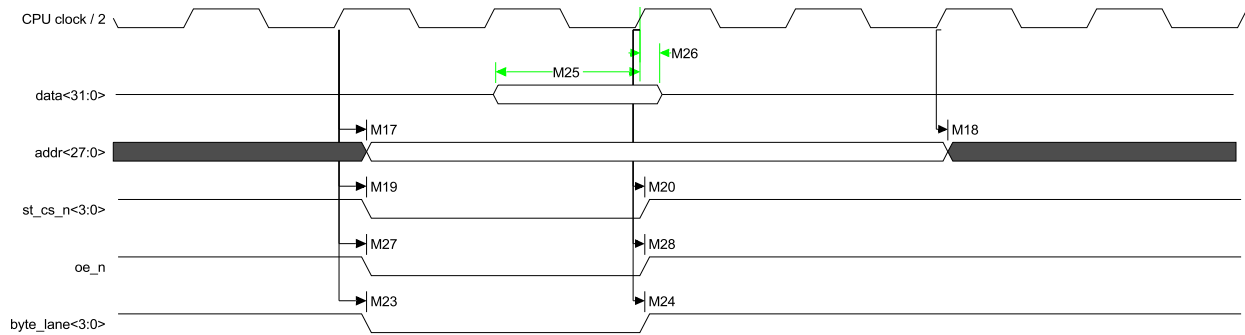 CPU clock / 2
M26
M25
data<31:0>
M17
M18
addr<27:0>
M19
M20
st_cs_n<3:0>
M27
M28
oe_n
M23
M24
byte_lane<3:0>